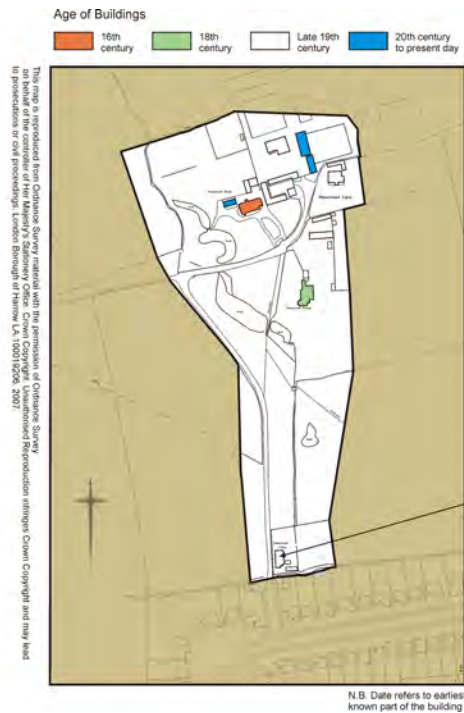 Age of Buildings
16th
century
18th
century
Late 19th
century
20th century
to present day
This map is reproduced from Ordnance Survey material with the permission of Ordnance Survey
on behalf of the controller of Her Majesty's Stationery Office. Crown Copyright. Unauthorised Reproduction infringes Crown Copyright and may lead
to prosecutions or civil proceedings. London Borough of Harrow LA.100019206. 2007.
N.B. Date refers to earlies
known part of the building